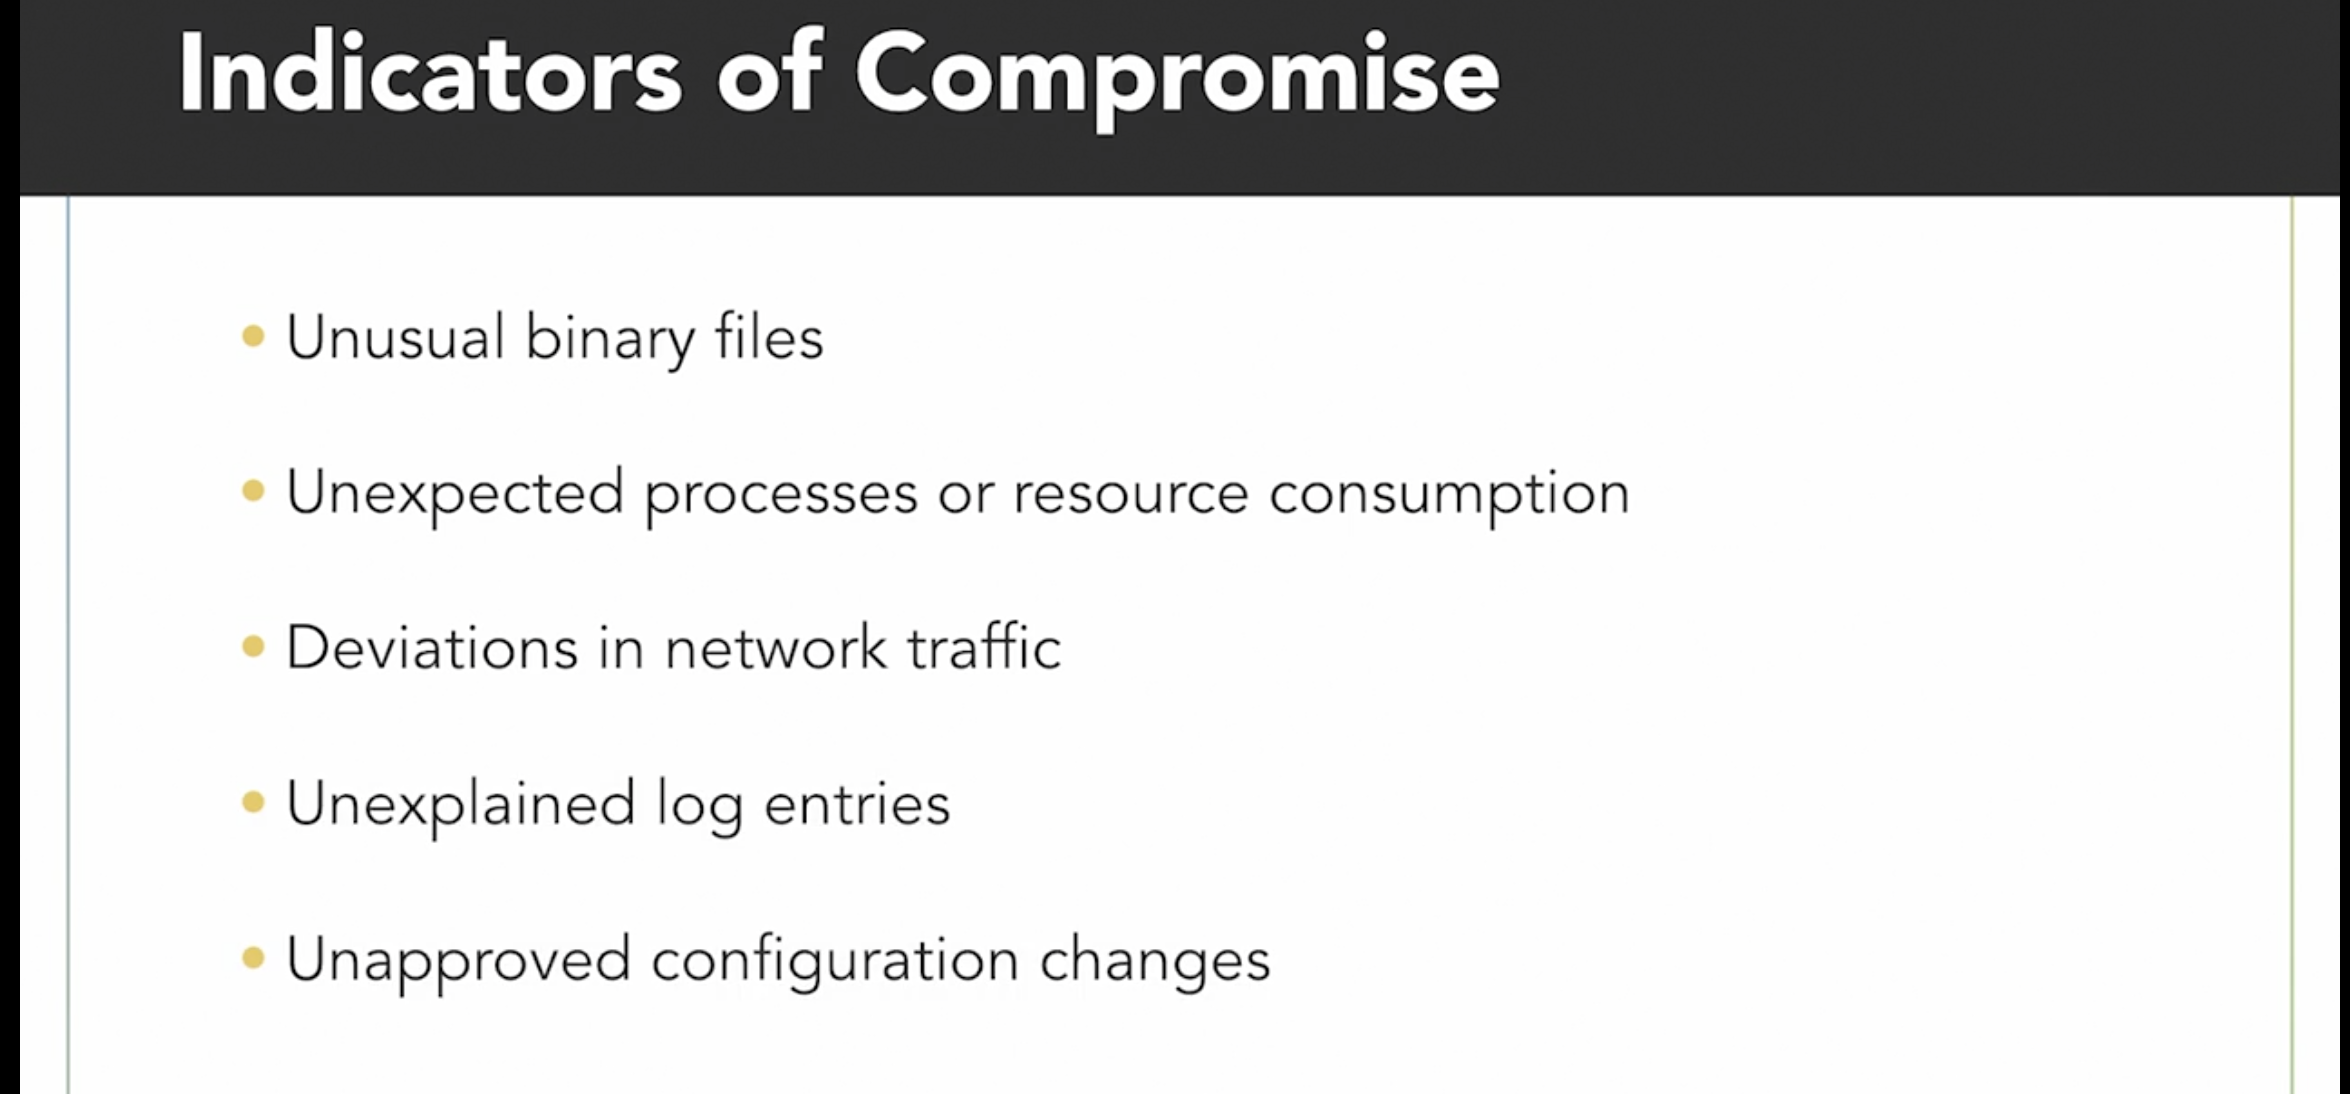 Indicators of Compromise
• Unusual binary files
• Unexpected processes or resource consumption
• Deviations in network traffic
• Unexplained log entries
• Unapproved configuration changes